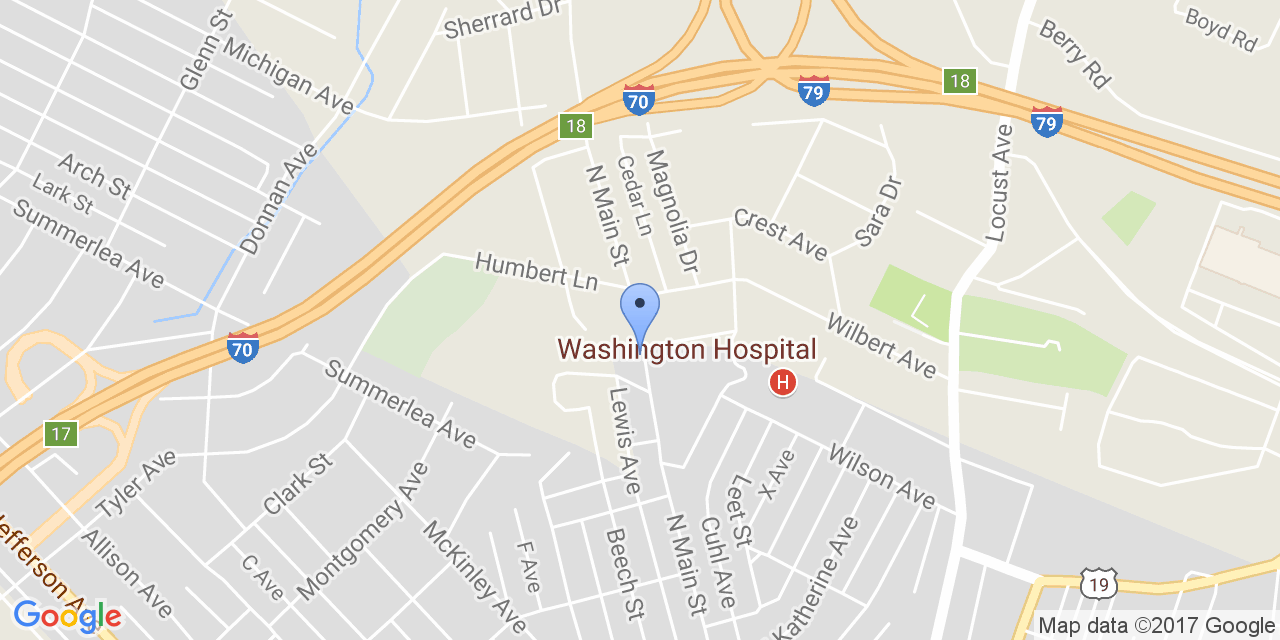 Sherrard Dr
Boyd Rd
Glenn St
Michigan Ave
Berry Rd
18
70
79
79
18
Arch St
Lark St
Donnan Ave
Summerlea Ave
N Main St
Cedar Ln
Magnolia Dr
Crest Ave
Sara Dr
Locust Ave
Humbert Ln
70
Wilbert Ave
Washington Hospital
H
Summerlea Ave
Lewis Ave
17
Tyler Ave
Clark St
Montgomery Ave
Wilson Ave
X Ave
Leet St
Allison Ave
C Ave
McKinley Ave
F Ave
Beech St
N Main St
Cuhl Ave
Katherine Ave
19
Jefferson A
Google
Map data ©2017 Google